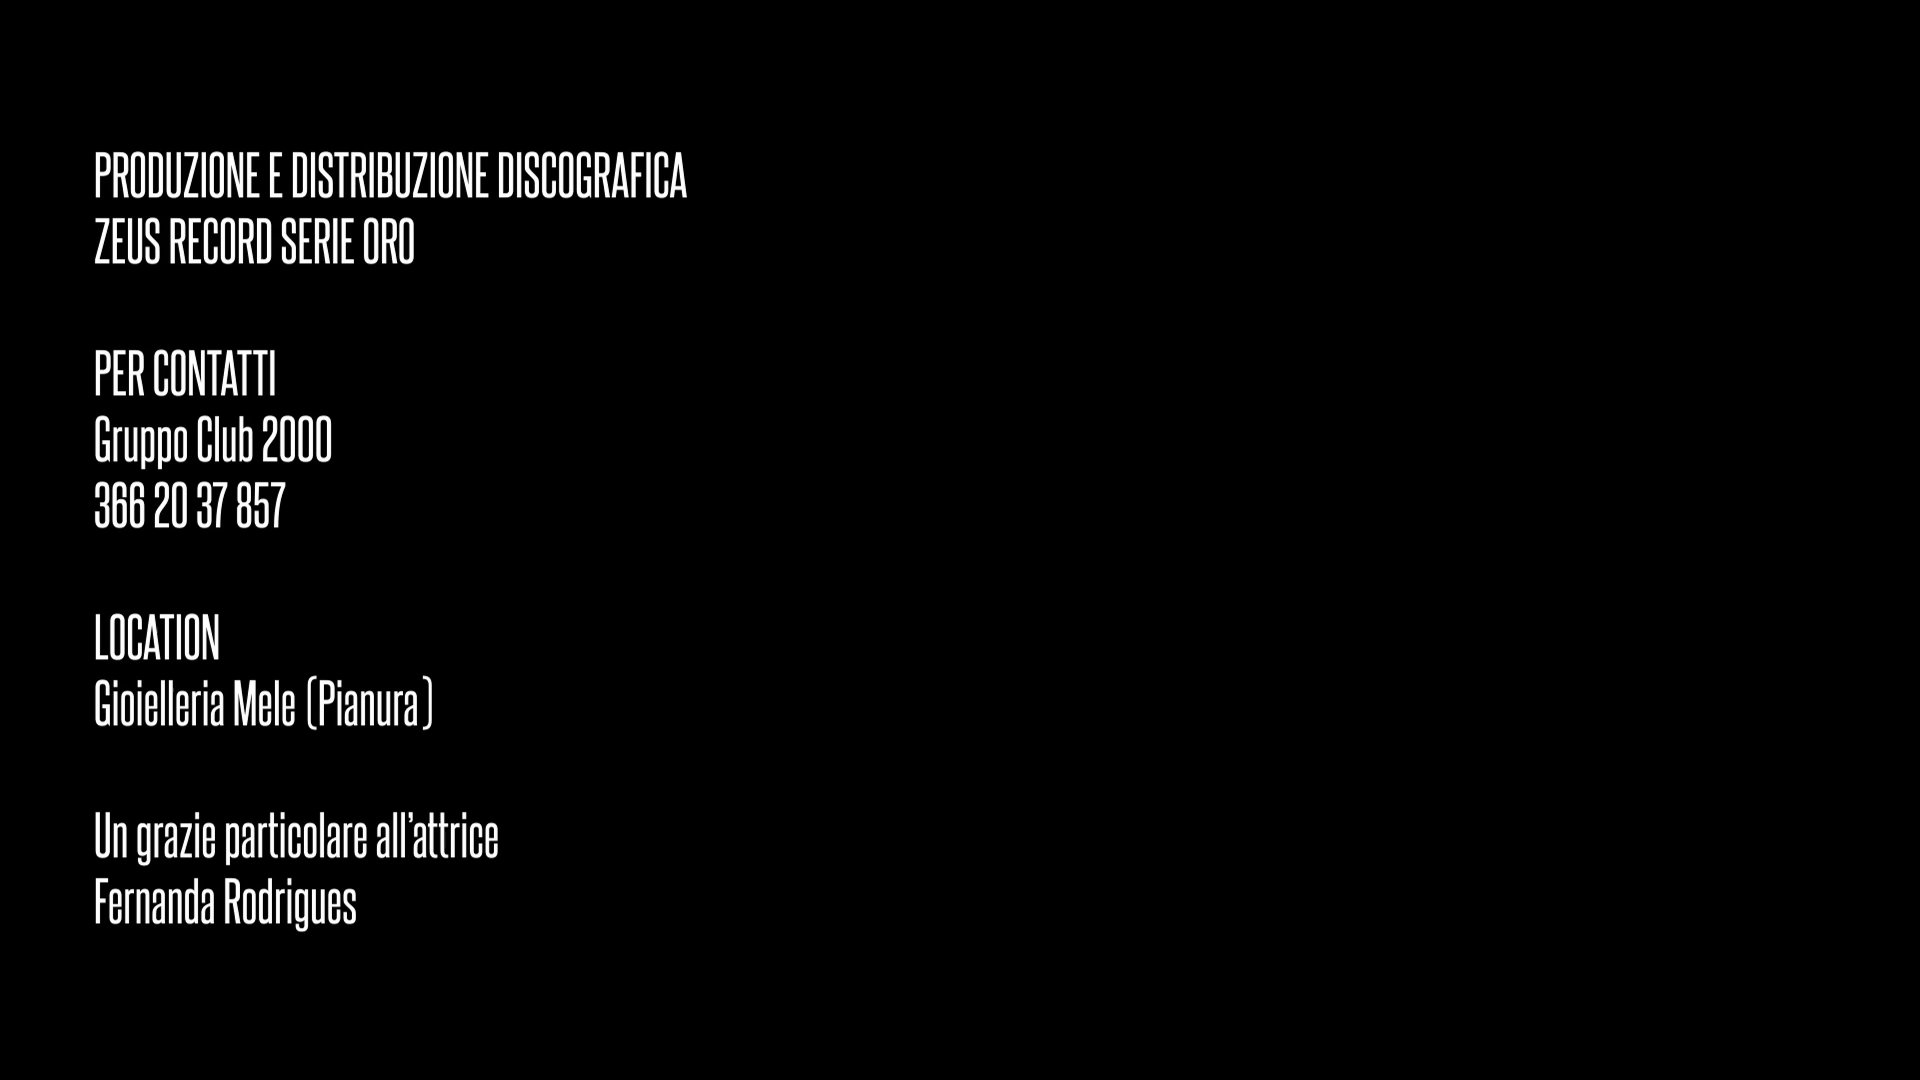 PRODUZIONE E DISTRIBUZIONE DISCOGRAFICA
ZEUS RECORD SERIE ORO
PER CONTATTI
Gruppo Club 2000
366 20 37 857
LOCATION
Gioielleria Mele (Pianura)
Un grazie particolare all’attrice
Fernanda Rodrigues